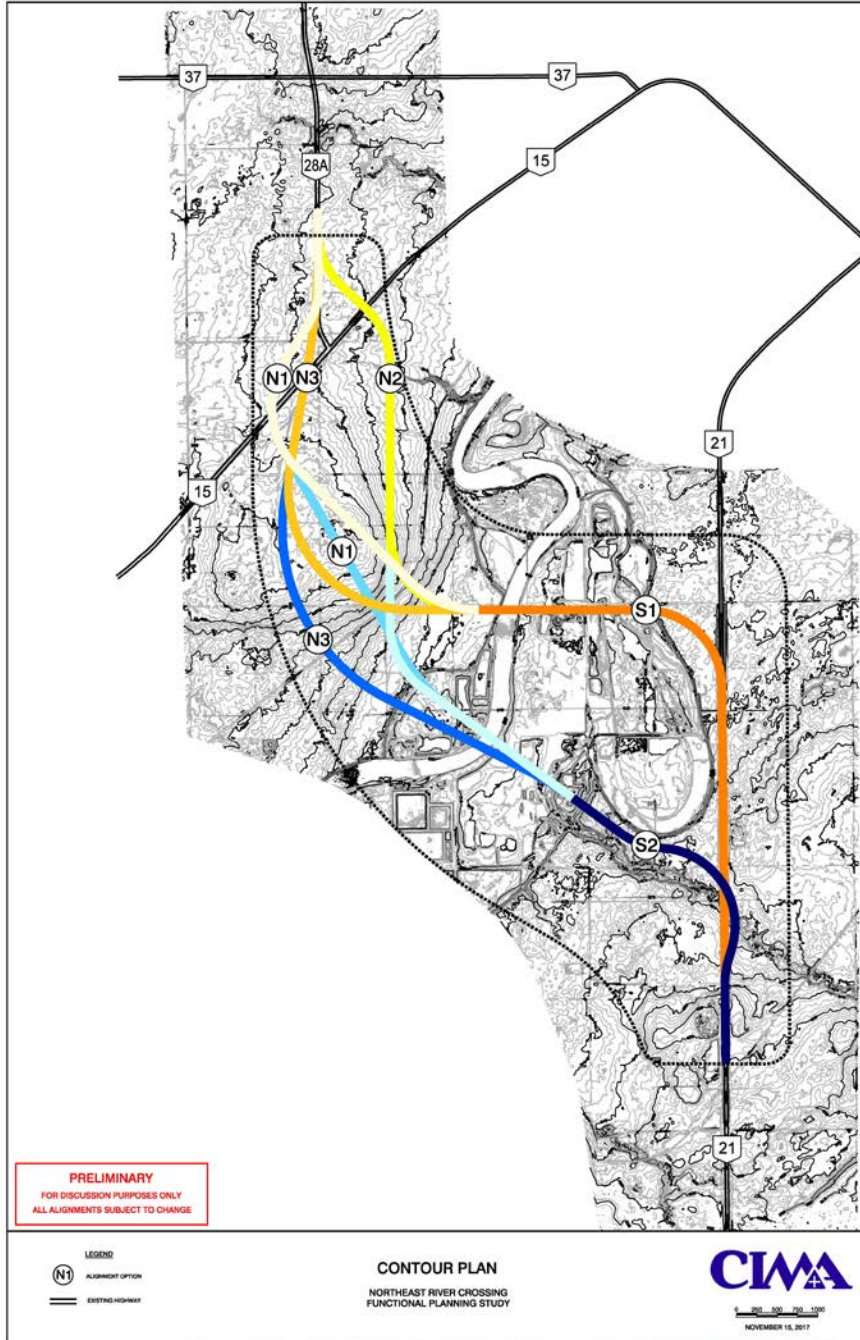 37
37
28A
15
N1
N3
N2
21
15
N1
S1
N3
S2
21
PRELIMINARY
FOR DISCUSSION PURPOSES ONLY
ALL ALIGNMENTS SUBJECT TO CHANGE
LEGEND
N1 ALIGNMENT OPTION
EXISTING HIGHWAY
CONTOUR PLAN
NORTHEAST RIVER CROSSING
FUNCTIONAL PLANNING STUDY
CIMA+
0 250 500 750 1000
NOVEMBER 15, 2017